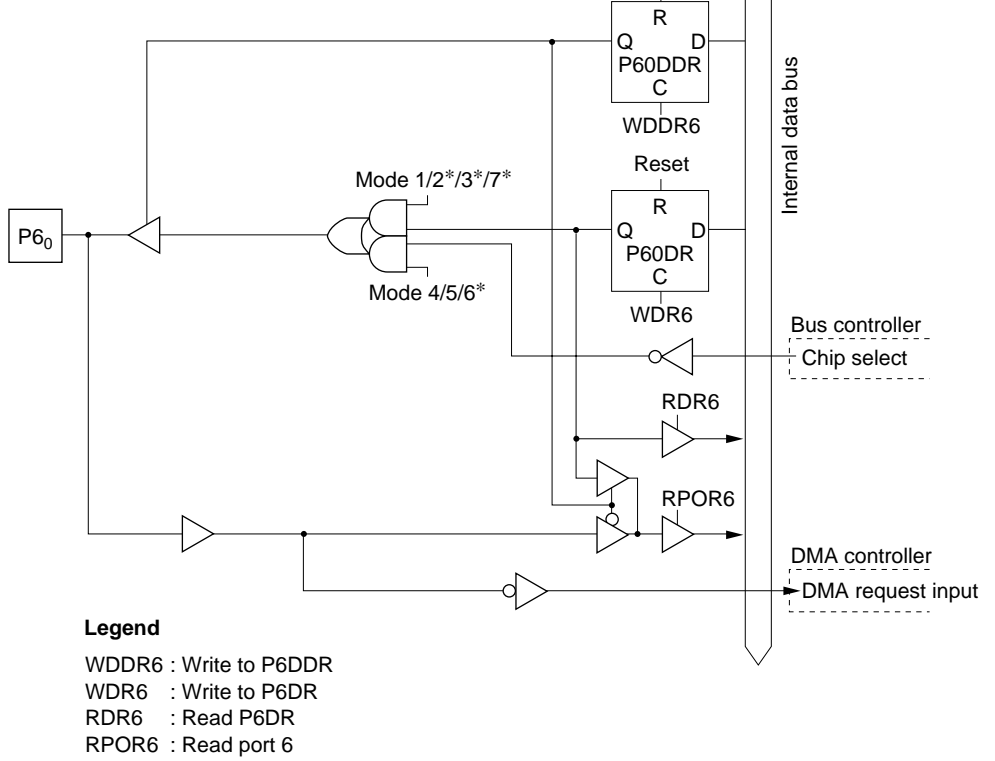 R
Q D
P60DDR
C
WDDR6
Internal data bus
Reset
Mode 1/2*/3*/7*
R
Q D
P60DR
C
P6₀
WDR6
Mode 4/5/6*
Bus controller
Chip select
RDR6
RPOR6
DMA controller
DMA request input
Legend
WDDR6 : Write to P6DDR
WDR6 : Write to P6DR
RDR6 : Read P6DR
RPOR6 : Read port 6